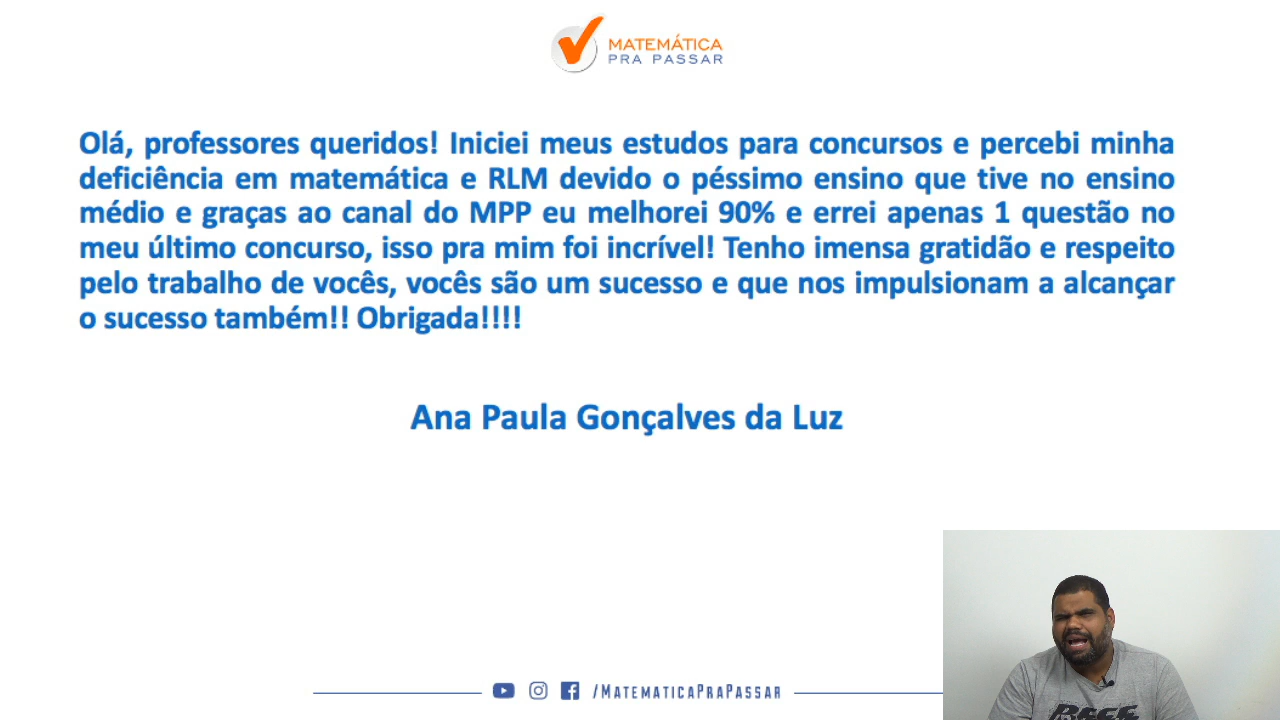 MATEMÁTICA
PRA PASSAR
Olá, professores queridos! Iniciei meus estudos para concursos e percebi minha
deficiência em matemática e RLM devido o péssimo ensino que tive no ensino
médio e graças ao canal do MPP eu melhorei 90% e errei apenas 1 questão no
meu último concurso, isso pra mim foi incrível! Tenho imensa gratidão e respeito
pelo trabalho de vocês, vocês são um sucesso e que nos impulsionam a alcançar
o sucesso também!! Obrigada!!!!
Ana Paula Gonçalves da Luz
/MATEMATICAPRAPASSAR